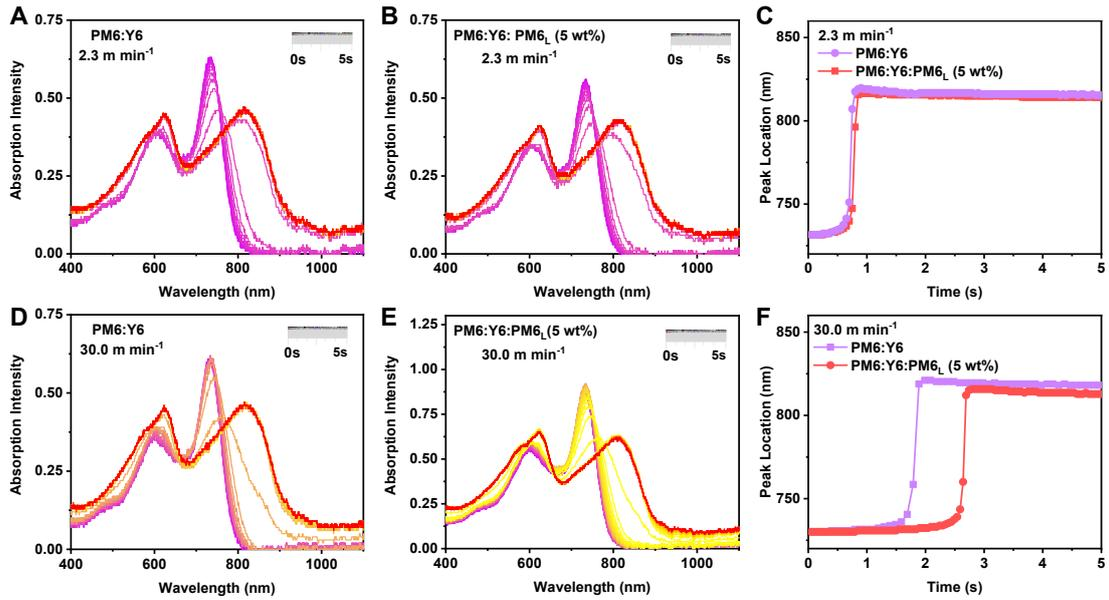 A
PM6:Y6
2.3 m min-1
0s 5s
0.75
0.50
0.25
0.00
Absorption Intensity
400 600 800 1000
Wavelength (nm)
B
PM6:Y6: PM6L (5 wt%)
2.3 m min-1
0s 5s
0.75
0.50
0.25
0.00
Absorption Intensity
400 600 800 1000
Wavelength (nm)
C
2.3 m min-1
PM6:Y6
PM6:Y6:PM6L (5 wt%)
850
800
750
Peak Location (nm)
0 1 2 3 4 5
Time (s)
D
PM6:Y6
30.0 m min-1
0s 5s
0.75
0.50
0.25
0.00
Absorption Intensity
400 600 800 1000
Wavelength (nm)
E
PM6:Y6:PM6L(5 wt%)
30.0 m min-1
0s 5s
1.25
1.00
0.75
0.50
0.25
0.00
Absorption Intensity
400 600 800 1000
Wavelength (nm)
F
30.0 m min-1
PM6:Y6
PM6:Y6:PM6L (5 wt%)
850
800
750
Peak Location (nm)
0 1 2 3 4 5
Time (s)